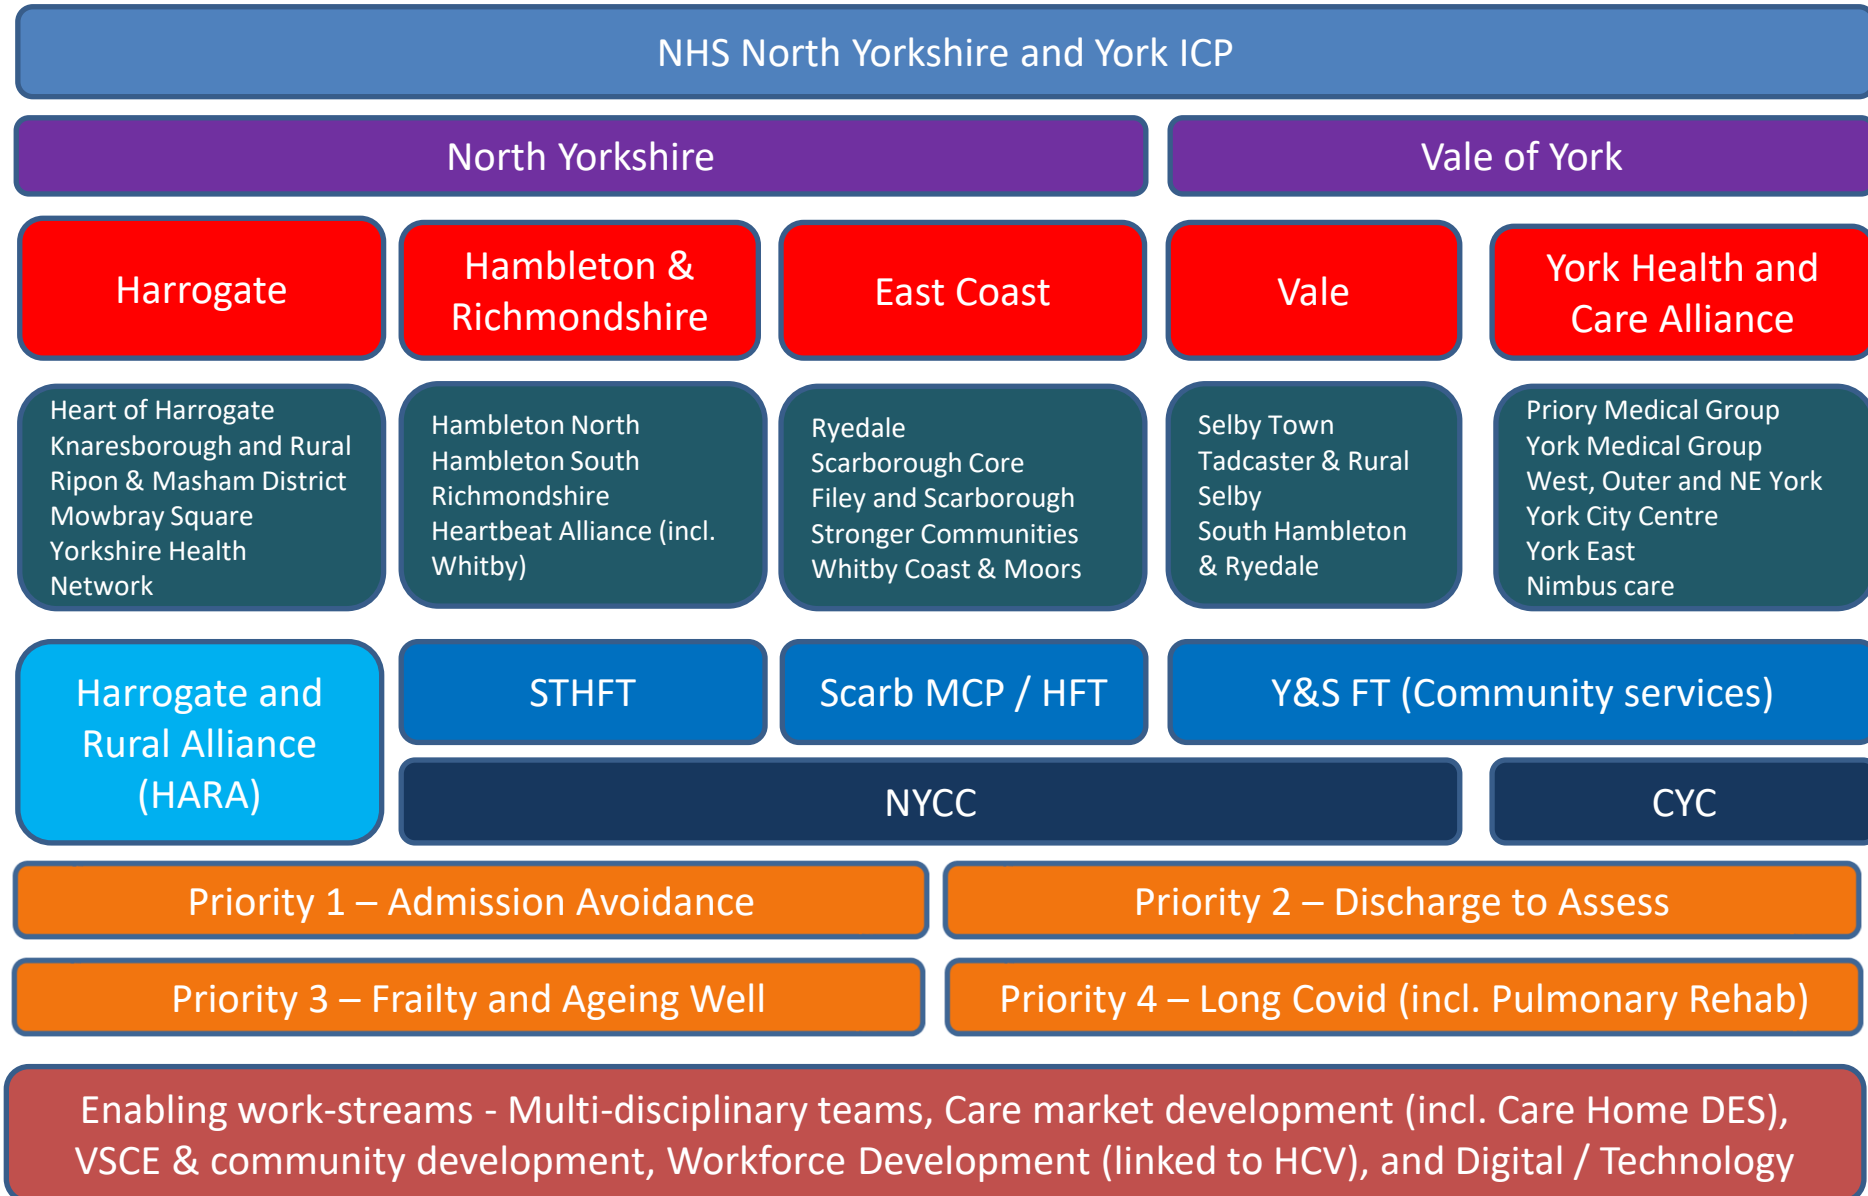 NHS North Yorkshire and York ICP
North Yorkshire
Vale of York
Harrogate
Hambleton &
Richmondshire
East Coast
Vale
York Health and
Care Alliance
Heart of Harrogate
Knaresborough and Rural
Ripon & Masham District
Mowbray Square
Yorkshire Health
Network
Hambleton North
Hambleton South
Richmondshire
Heartbeat Alliance (incl.
Whitby)
Ryedale
Scarborough Core
Filey and Scarborough
Stronger Communities
Whitby Coast & Moors
Selby Town
Tadcaster & Rural
Selby
South Hambleton
& Ryedale
Priory Medical Group
York Medical Group
West, Outer and NE York
York City Centre
York East
Nimbus care
Harrogate and
Rural Alliance
(HARA)
STHFT
Scarb MCP / HFT
Y&S FT (Community services)
NYCC
CYC
Priority 1 – Admission Avoidance
Priority 2 – Discharge to Assess
Priority 3 – Frailty and Ageing Well
Priority 4 – Long Covid (incl. Pulmonary Rehab)
Enabling work-streams - Multi-disciplinary teams, Care market development (incl. Care Home DES),
VSCE & community development, Workforce Development (linked to HCV), and Digital / Technology